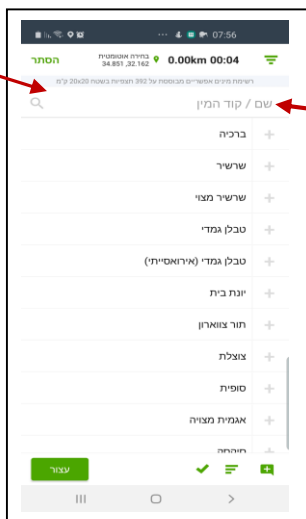 07:56
הסתר
בחירה אוטומטית
34.851 ,32.162
0.00km 00:04
רשימת מינים אפשריים מבוססת על 392 תצפיות בשטח 20x20 ק"מ
שם / קוד המין
ברכיה
שרשיר
שרשיר מצוי
טבלן גמדי
טבלן גמדי (אירואסייתי)
יונת בית
תור צווארון
צוצלת
סופית
אגמית מצויה
עצור